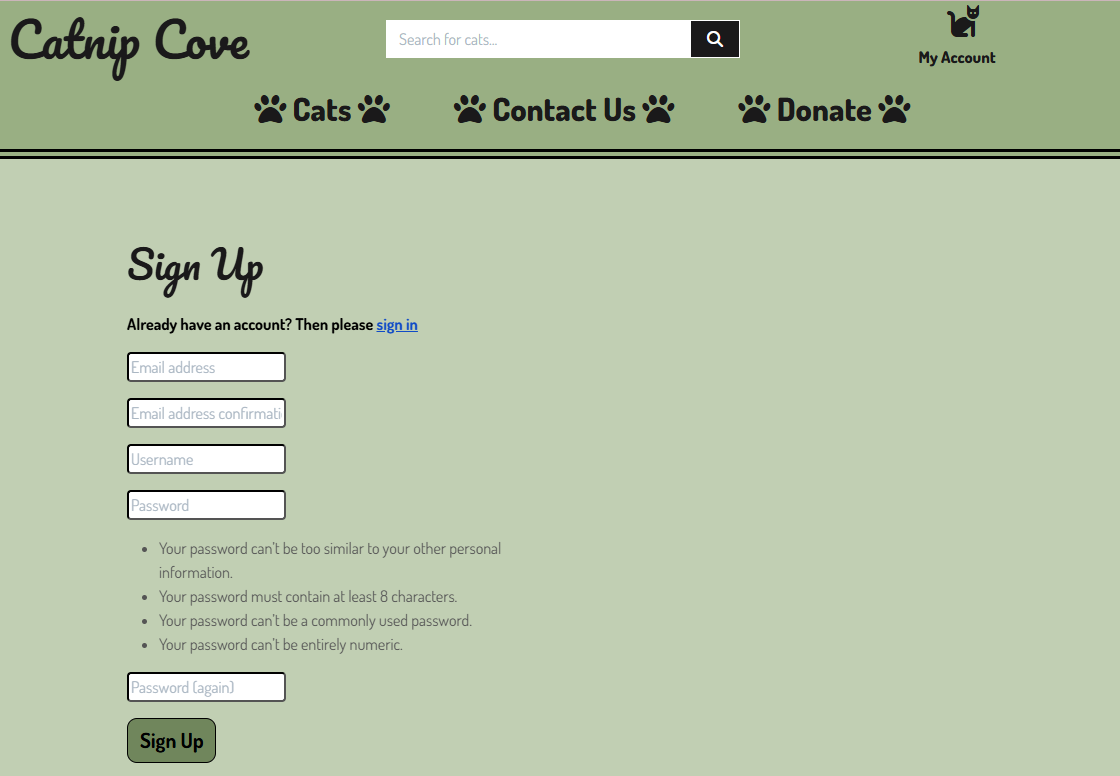 Catnip Cove
Search for cats...
My Account
Cats
Contact Us
Donate
Sign Up
Already have an account? Then please sign in
Email address
Email address confirmati
Username
Password
Your password can't be too similar to your other personal
information.
Your password must contain at least 8 characters.
Your password can't be a commonly used password.
Your password can't be entirely numeric.
Password (again)
Sign Up